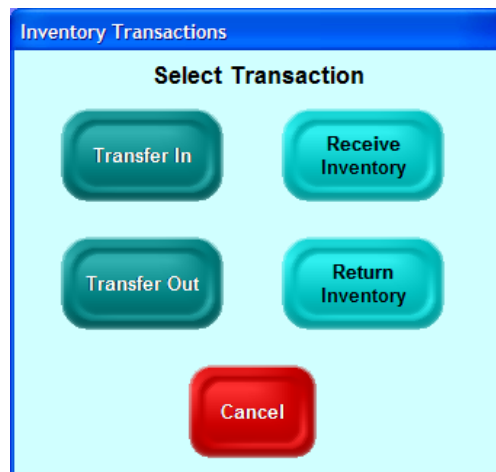 Inventory Transactions
Select Transaction
Transfer In
Receive
Inventory
Transfer Out
Return
Inventory
Cancel